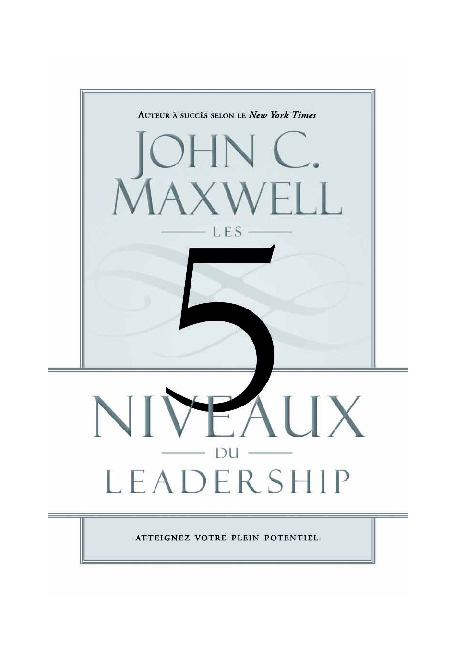 AUTEUR À SUCCÈS SELON LE New York Times
JOHN C.
MAXWELL
LES
5
NIVEAUX
DU
LEADERSHIP
ATTEIGNEZ VOTRE PLEIN POTENTIEL